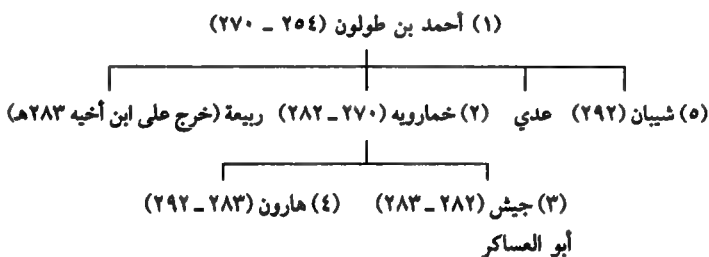 (١) أحمد بن طولون (٢٥٤ ـ ٢٧٠)
(٥) شيبان (٢٩٢) عدي (٢) خمارويه (٢٧٠ ـ ٢٨٢) ربيعة (خرج على ابن أخيه ٢٨٣هـ)
(٣) جيش (٢٨٢ ـ ٢٨٣) (٤) هارون (٢٨٣ ـ ٢٩٢)
أبو العساكر